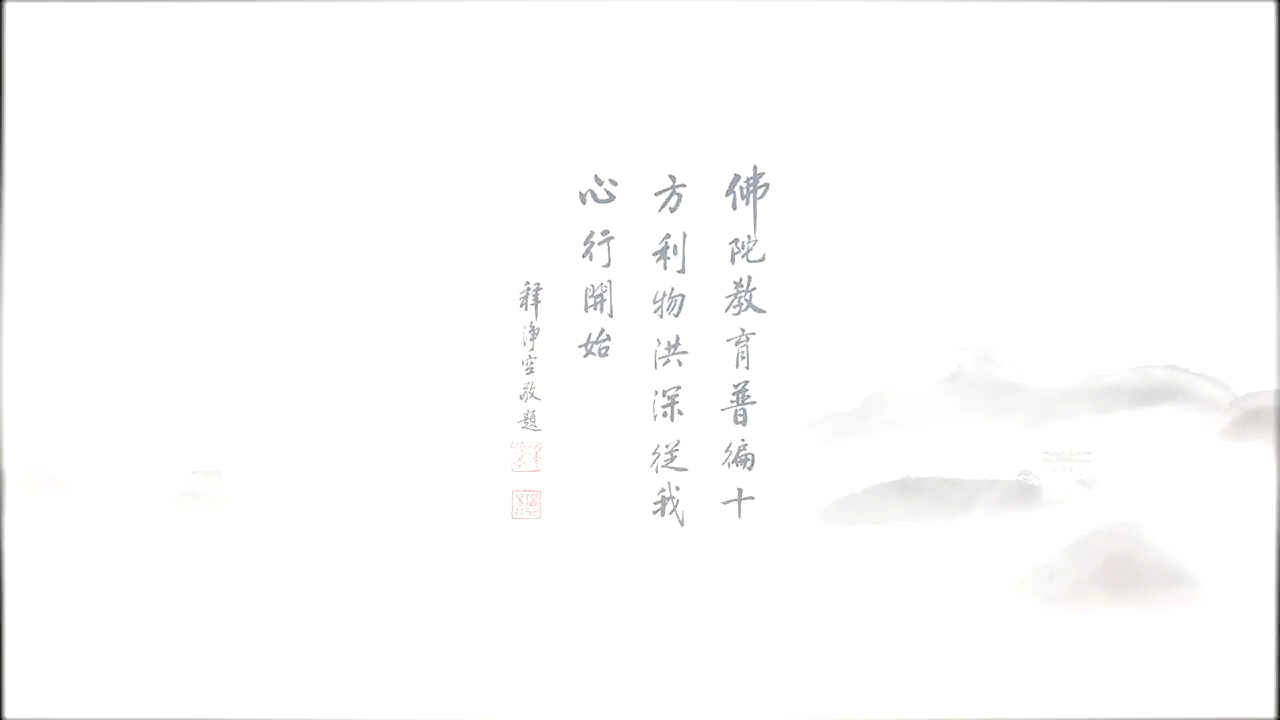 佛陀教育普徧十
方利物洪深從我
心行開始
釋淨空敬題